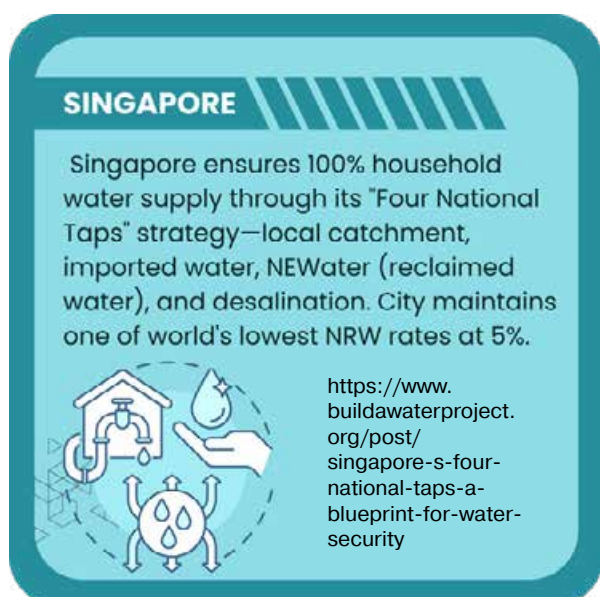 SINGAPORE
Singapore ensures 100% household
water supply through its "Four National
Taps" strategy—local catchment,
imported water, NEWater (reclaimed
water), and desalination. City maintains
one of world's lowest NRW rates at 5%.
https://www.
buildawaterproject.
org/post/
singapore-s-four-
national-taps-a-
blueprint-for-water-
security